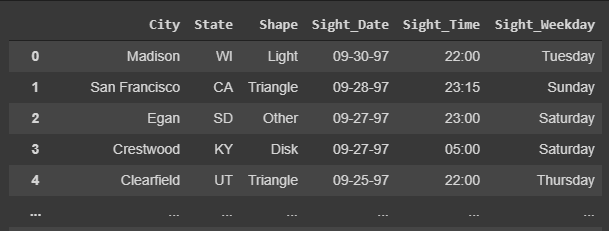 City State Shape Sight_Date Sight_Time Sight_Weekday
0 Madison WI Light 09-30-97 22:00 Tuesday
1 San Francisco CA Triangle 09-28-97 23:15 Sunday
2 Egan SD Other 09-27-97 23:00 Saturday
3 Crestwood KY Disk 09-27-97 05:00 Saturday
4 Clearfield UT Triangle 09-25-97 22:00 Thursday
... ... ... ... ... ... ...